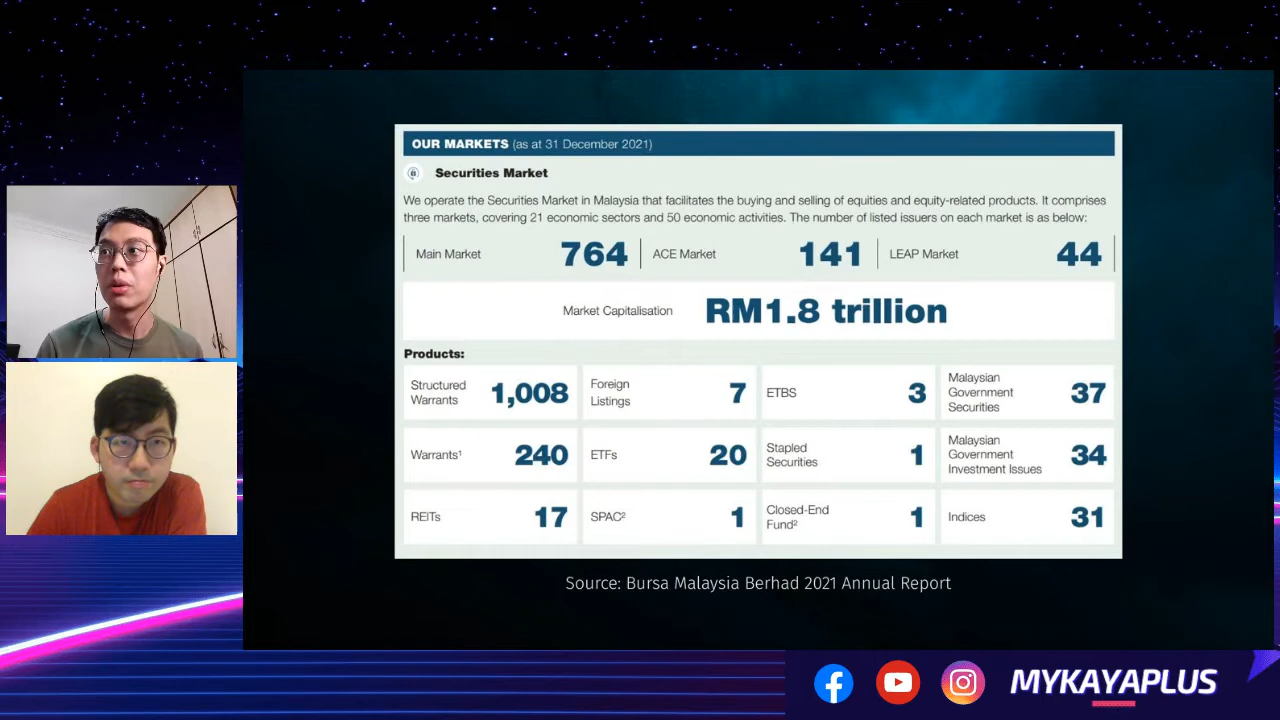 OUR MARKETS (as at 31 December 2021)
Securities Market
We operate the Securities Market in Malaysia that facilitates the buying and selling of equities and equity-related products. It comprises
three markets, covering 21 economic sectors and 50 economic activities. The number of listed issuers on each market is as below:
Main Market 764 ACE Market 141 LEAP Market 44
Market Capitalisation RM1.8 trillion
Products:
Structured Warrants 1,008
Foreign Listings 7
ETBS 3
Malaysian Government Securities 37
Warrants¹ 240
ETFs 20
Stapled Securities 1
Malaysian Government Investment Issues 34
REITs 17
SPAC² 1
Closed-End Fund² 1
Indices 31
Source: Bursa Malaysia Berhad 2021 Annual Report
MYKAYAPLUS